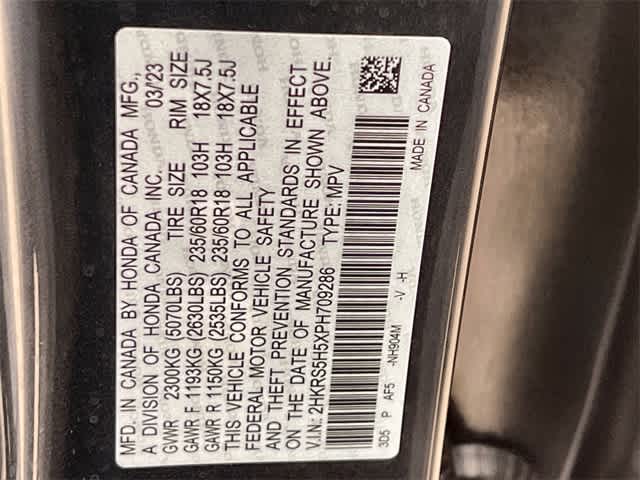 MFD. IN CANADA BY HONDA OF CANADA MFG.,
A DIVISION OF HONDA CANADA INC. 03/23
GVWR 2300KG (5070LBS) TIRE SIZE RIM SIZE
GAWR F 1193KG (2630LBS) 235/60R18 103H 18X7.5J
GAWR R 1150KG (2535LBS) 235/60R18 103H 18X7.5J
THIS VEHICLE CONFORMS TO ALL APPLICABLE
FEDERAL MOTOR VEHICLE SAFETY
AND THEFT PREVENTION STANDARDS IN EFFECT
ON THE DATE OF MANUFACTURE SHOWN ABOVE.
V.I.N.: 2HKRS5H5XPH709286 TYPE: MPV
3D5 P AF5 -NH904M -V -H
MADE IN CANADA